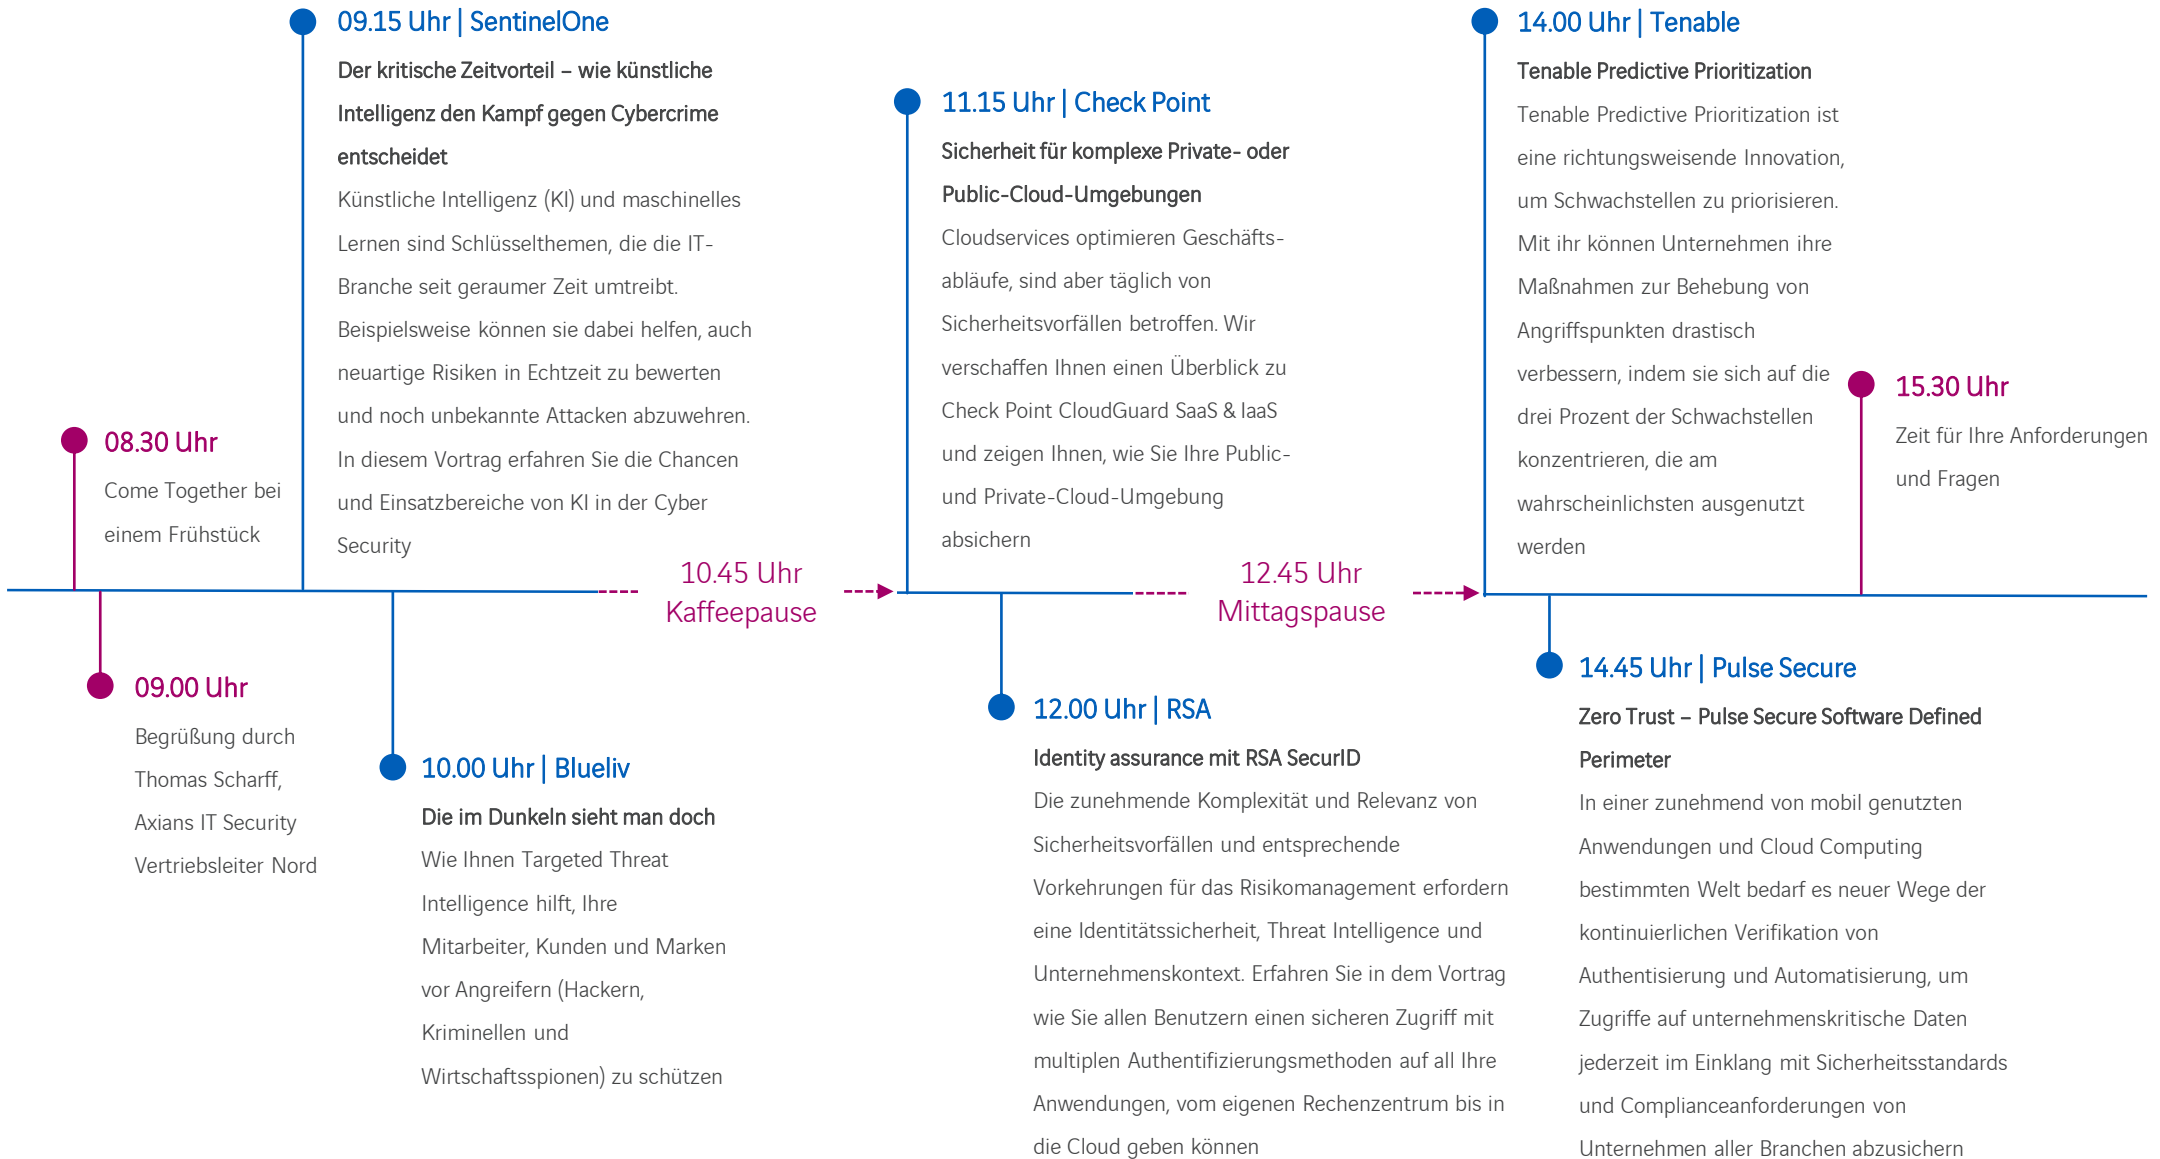 08.30 Uhr
Come Together bei
einem Frühstück
09.00 Uhr
Begrüßung durch
Thomas Scharff,
Axians IT Security
Vertriebsleiter Nord
09.15 Uhr | SentinelOne
Der kritische Zeitvorteil – wie künstliche
Intelligenz den Kampf gegen Cybercrime
entscheidet
Künstliche Intelligenz (KI) und maschinelles
Lernen sind Schlüsselthemen, die die IT-
Branche seit geraumer Zeit umtreibt.
Beispielsweise können sie dabei helfen, auch
neuartige Risiken in Echtzeit zu bewerten
und noch unbekannte Attacken abzuwehren.
In diesem Vortrag erfahren Sie die Chancen
und Einsatzbereiche von KI in der Cyber
Security
10.00 Uhr | Blueliv
Die im Dunkeln sieht man doch
Wie Ihnen Targeted Threat
Intelligence hilft, Ihre
Mitarbeiter, Kunden und Marken
vor Angreifern (Hackern,
Kriminellen und
Wirtschaftsspionen) zu schützen
10.45 Uhr
Kaffeepause
11.15 Uhr | Check Point
Sicherheit für komplexe Private- oder
Public-Cloud-Umgebungen
Cloudservices optimieren Geschäfts-
abläufe, sind aber täglich von
Sicherheitsvorfällen betroffen. Wir
verschaffen Ihnen einen Überblick zu
Check Point CloudGuard SaaS & IaaS
und zeigen Ihnen, wie Sie Ihre Public-
und Private-Cloud-Umgebung
absichern
12.00 Uhr | RSA
Identity assurance mit RSA SecurID
Die zunehmende Komplexität und Relevanz von
Sicherheitsvorfällen und entsprechende
Vorkehrungen für das Risikomanagement erfordern
eine Identitätssicherheit, Threat Intelligence und
Unternehmenskontext. Erfahren Sie in dem Vortrag
wie Sie allen Benutzern einen sicheren Zugriff mit
multiplen Authentifizierungsmethoden auf all Ihre
Anwendungen, vom eigenen Rechenzentrum bis in
die Cloud geben können
12.45 Uhr
Mittagspause
14.00 Uhr | Tenable
Tenable Predictive Prioritization
Tenable Predictive Prioritization ist
eine richtungsweisende Innovation,
um Schwachstellen zu priorisieren.
Mit ihr können Unternehmen ihre
Maßnahmen zur Behebung von
Angriffspunkten drastisch
verbessern, indem sie sich auf die
drei Prozent der Schwachstellen
konzentrieren, die am
wahrscheinlichsten ausgenutzt
werden
14.45 Uhr | Pulse Secure
Zero Trust – Pulse Secure Software Defined
Perimeter
In einer zunehmend von mobil genutzten
Anwendungen und Cloud Computing
bestimmten Welt bedarf es neuer Wege der
kontinuierlichen Verifikation von
Authentisierung und Automatisierung, um
Zugriffe auf unternehmenskritische Daten
jederzeit im Einklang mit Sicherheitsstandards
und Complianceanforderungen von
Unternehmen aller Branchen abzusichern
15.30 Uhr
Zeit für Ihre Anforderungen
und Fragen